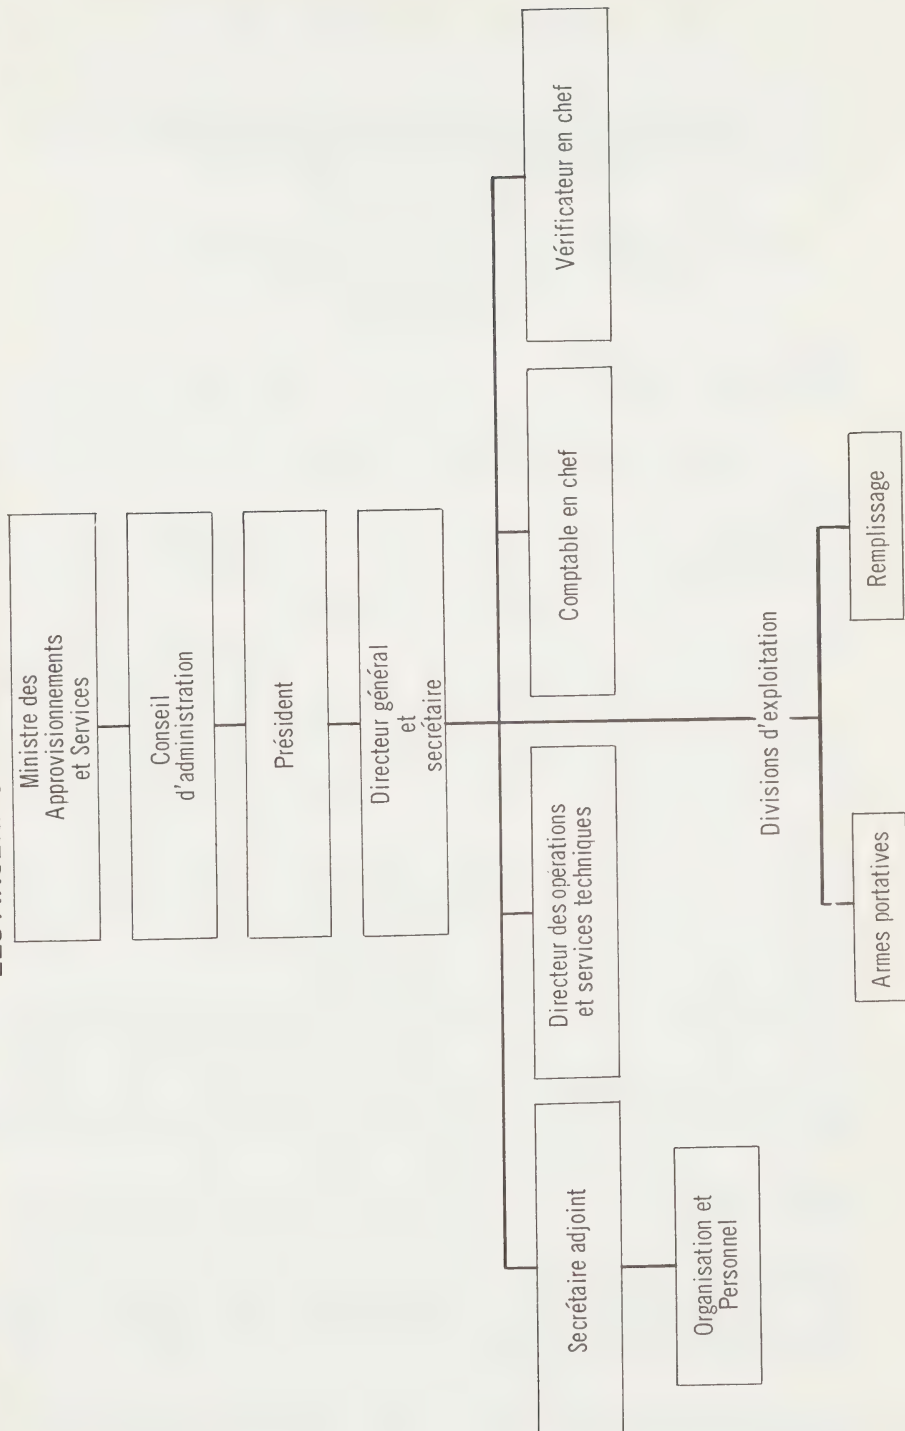 Ministre des
Approvisionnements
et Services
Conseil
d'administration
Président
Directeur général
et
secrétaire
Secrétaire adjoint
Directeur des opérations
et services techniques
Comptable en chef
Vérificateur en chef
Organisation et
Personnel
Divisions d'exploitation
Armes portatives
Remplissage